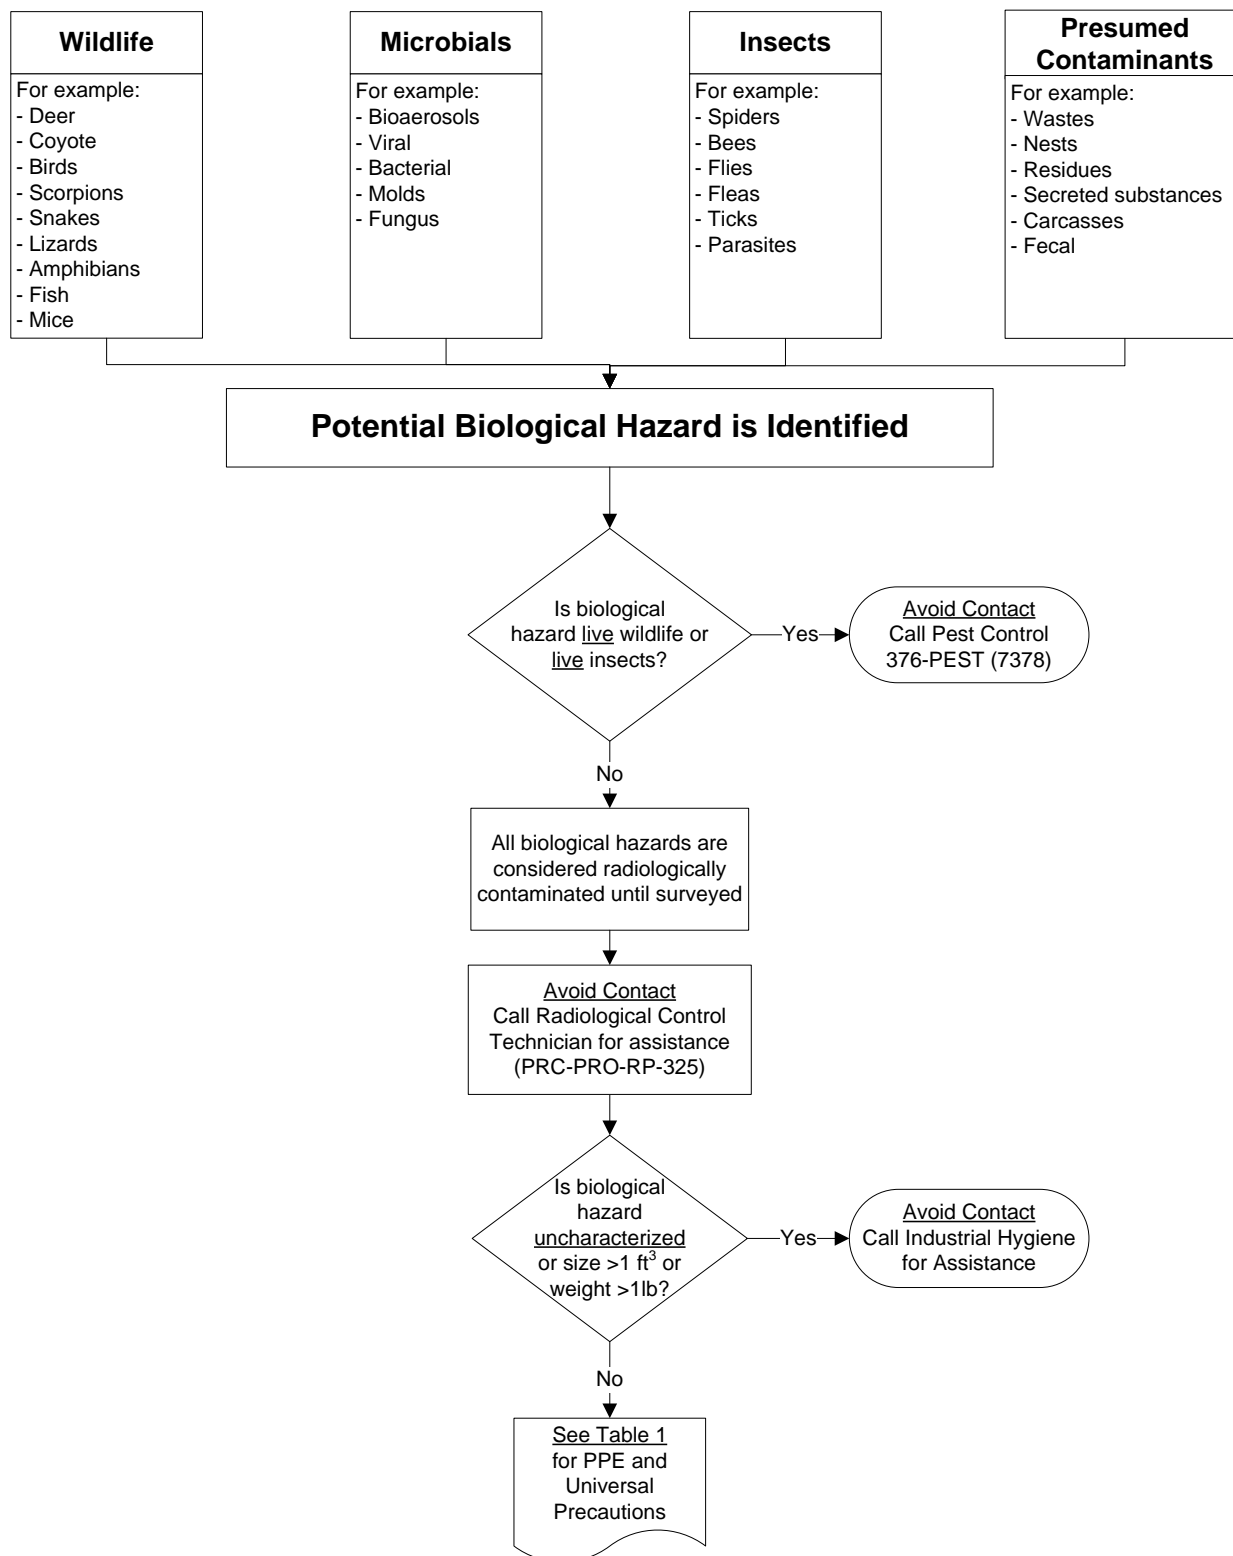 Wildlife
For example:
- Deer
- Coyote
- Birds
- Scorpions
- Snakes
- Lizards
- Amphibians
- Fish
- Mice
Microbials
For example:
- Bioaerosols
- Viral
- Bacterial
- Molds
- Fungus
Insects
For example:
- Spiders
- Bees
- Flies
- Fleas
- Ticks
- Parasites
Presumed
Contaminants
For example:
- Wastes
- Nests
- Residues
- Secreted substances
- Carcasses
- Fecal
Potential Biological Hazard is Identified
Is biological
hazard live wildlife or
live insects?
Yes
Avoid Contact
Call Pest Control
376-PEST (7378)
No
All biological hazards are
considered radiologically
contaminated until surveyed
Avoid Contact
Call Radiological Control
Technician for assistance
(PRC-PRO-RP-325)
Is biological
hazard
uncharacterized
or size >1 ft³ or
weight >1lb?
Yes
Avoid Contact
Call Industrial Hygiene
for Assistance
No
See Table 1
for PPE and
Universal
Precautions